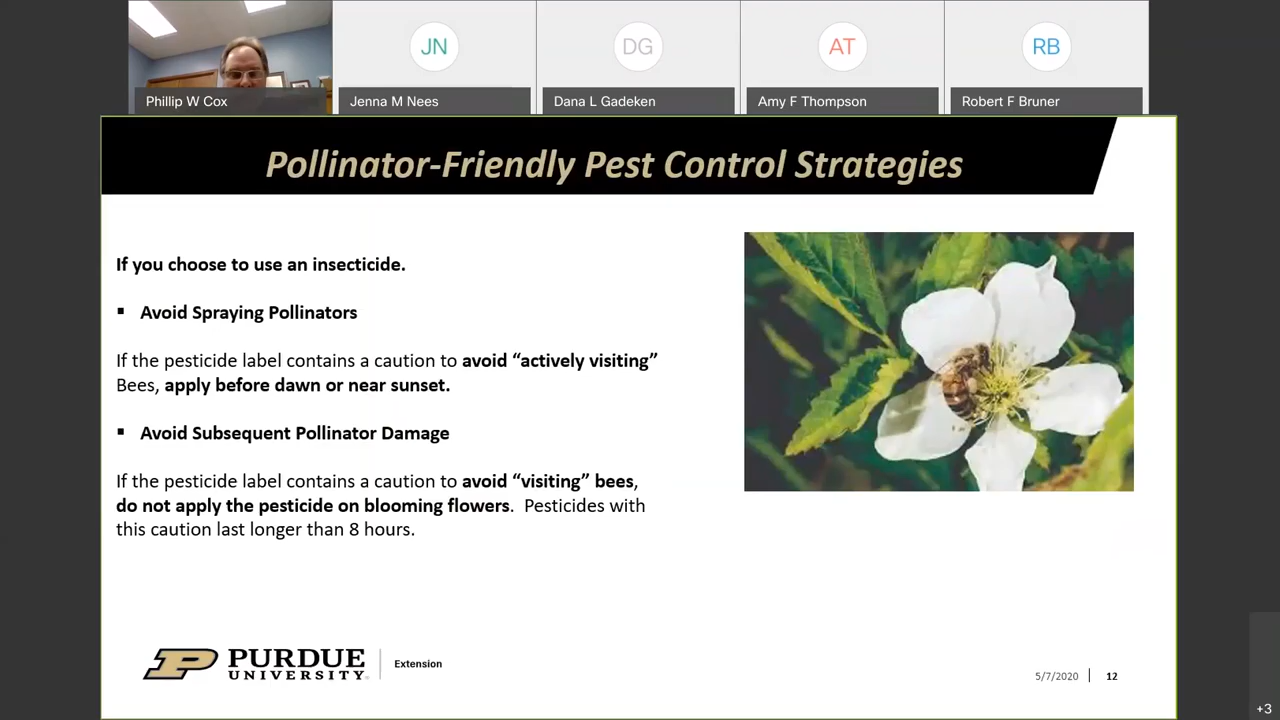 JN
DG
AT
RB
Phillip W Cox
Jenna M Nees
Dana L Gadeken
Amy F Thompson
Robert F Bruner
Pollinator-Friendly Pest Control Strategies
If you choose to use an insecticide.
▪ Avoid Spraying Pollinators
If the pesticide label contains a caution to avoid “actively visiting”
Bees, apply before dawn or near sunset.
▪ Avoid Subsequent Pollinator Damage
If the pesticide label contains a caution to avoid “visiting” bees,
do not apply the pesticide on blooming flowers. Pesticides with
this caution last longer than 8 hours.
P PURDUE
UNIVERSITY®
Extension
5/7/2020 | 12
+3